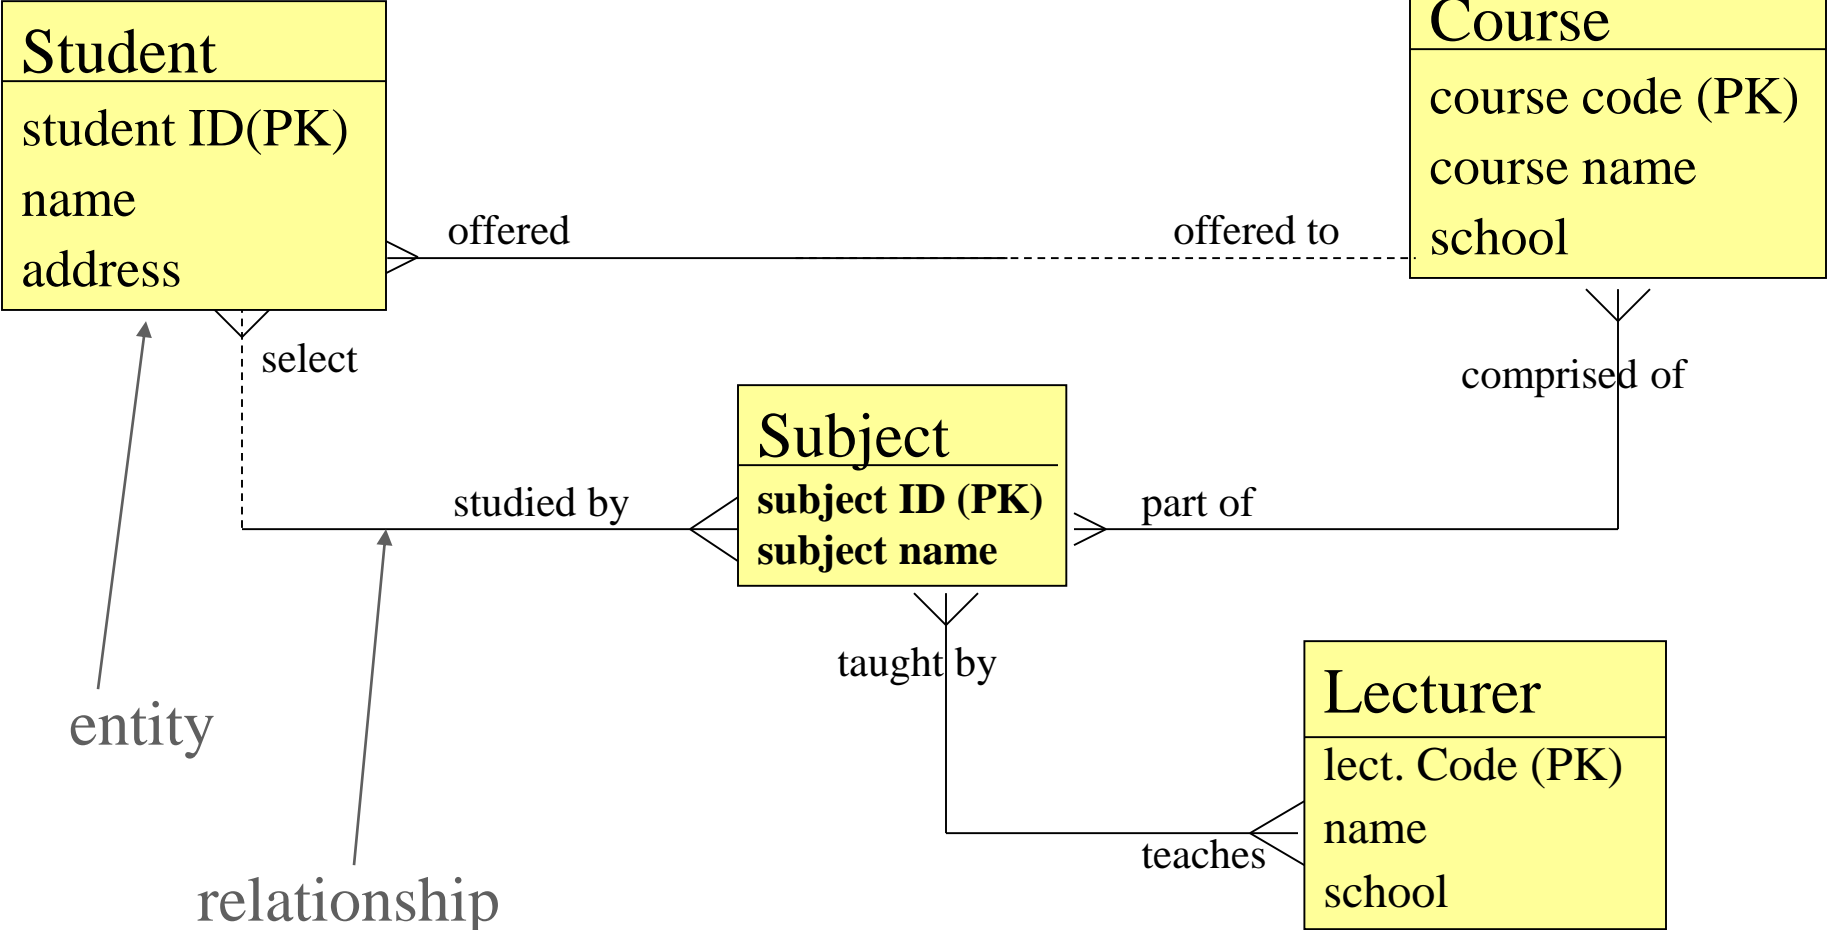 Student
student ID(PK)
name
address
Course
course code (PK)
course name
school
offered
offered to
select
comprised of
Subject
subject ID (PK)
subject name
studied by
part of
taught by
teaches
Lecturer
lect. Code (PK)
name
school
entity
relationship